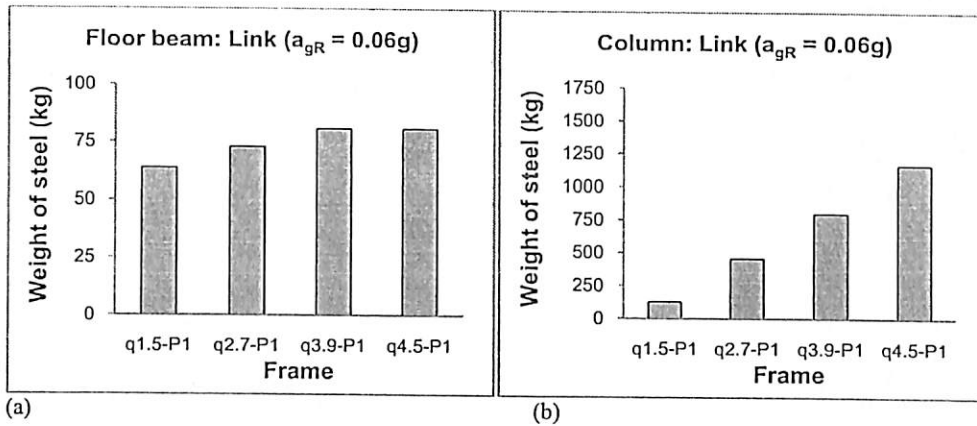 Floor beam: Link (agR = 0.06g)
Weight of steel (kg)
100
75
50
25
0
q1.5-P1 q2.7-P1 q3.9-P1 q4.5-P1
Frame
(a)
Column: Link (agR = 0.06g)
Weight of steel (kg)
1750
1500
1250
1000
750
500
250
0
q1.5-P1 q2.7-P1 q3.9-P1 q4.5-P1
Frame
(b)